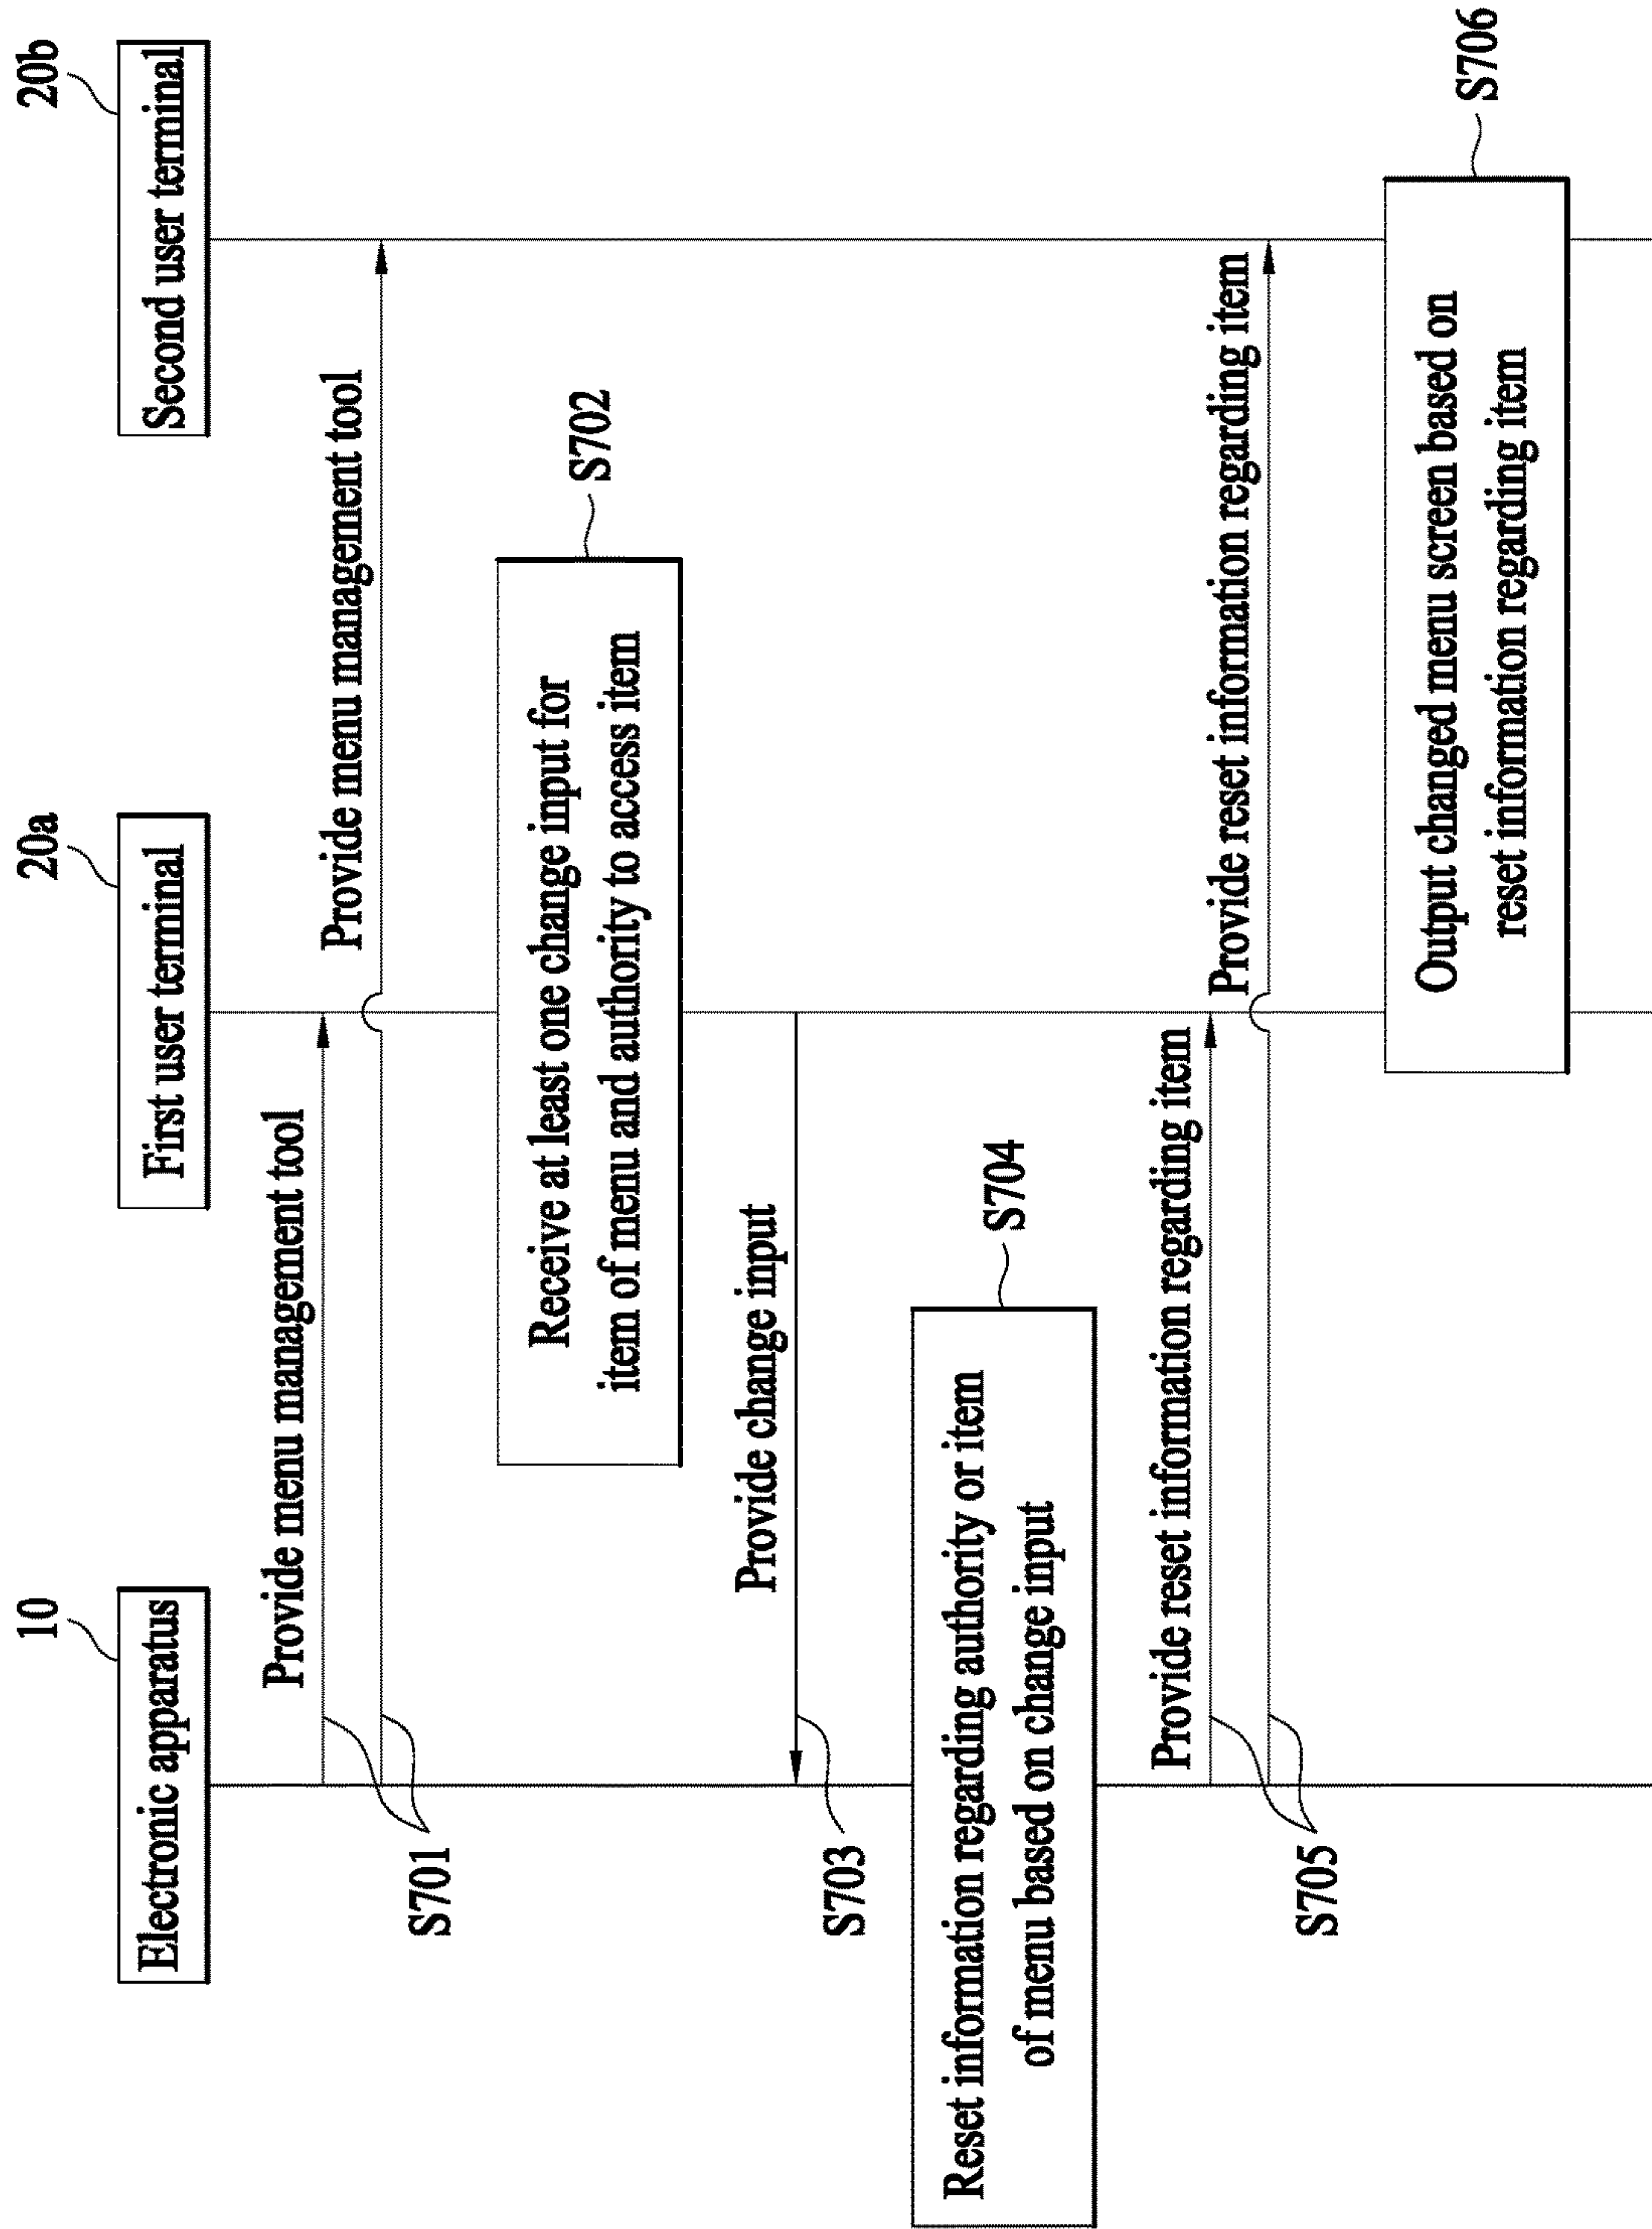 10
20a
20b
Electronic apparatus
First user terminal
Second user terminal
Provide menu management tool
Provide menu management tool
S701
Receive at least one change input for
item of menu and authority to access item
S702
Provide change input
S703
Reset information regarding authority or item
of menu based on change input
S704
Provide reset information regarding item
Provide reset information regarding item
S705
Output changed menu screen based on
reset information regarding item
S706